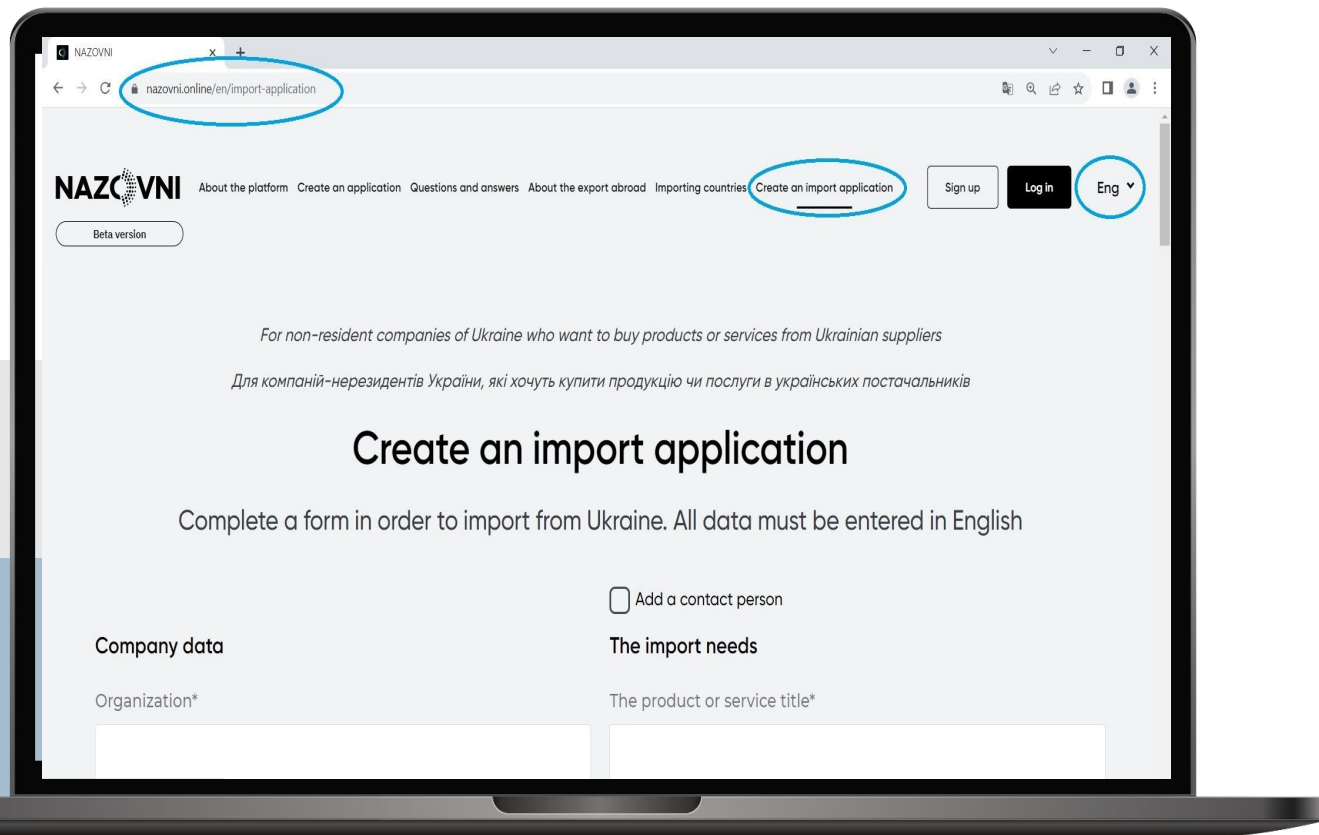 NAZOVNI
nazovni.online/en/import-application
NAZOVNI About the platform Create an application Questions and answers About the export abroad Importing countries Create an import application Sign up Log in Eng
Beta version
For non-resident companies of Ukraine who want to buy products or services from Ukrainian suppliers
Для компаній-нерезидентів України, які хочуть купити продукцію чи послуги в українських постачальників
Create an import application
Complete a form in order to import from Ukraine. All data must be entered in English
Add a contact person
Company data
The import needs
Organization*
The product or service title*